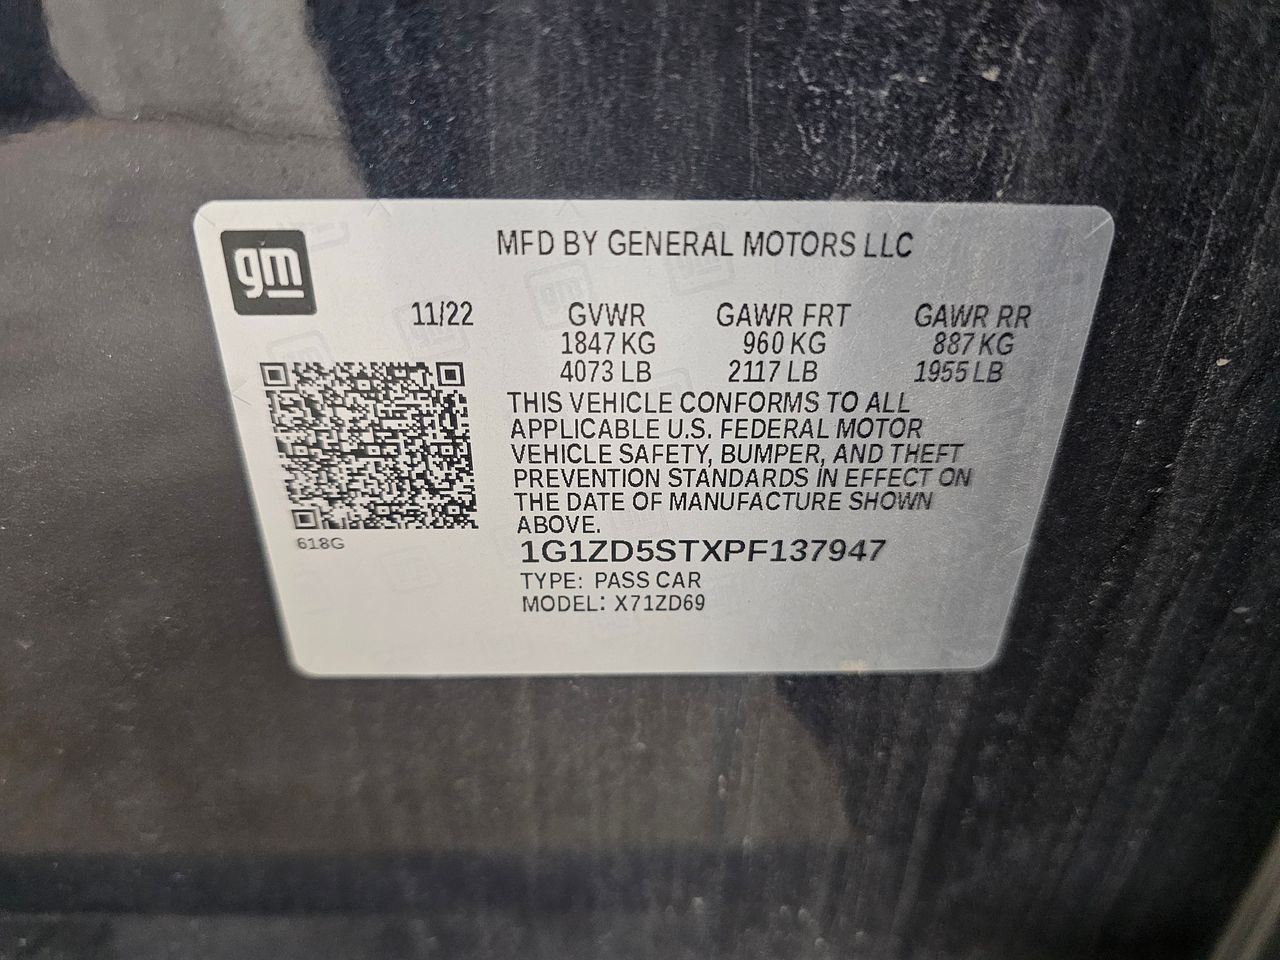 gm
MFD BY GENERAL MOTORS LLC
11/22 GVWR GAWR FRT GAWR RR
1847 KG 960 KG 887 KG
4073 LB 2117 LB 1955 LB
THIS VEHICLE CONFORMS TO ALL
APPLICABLE U.S. FEDERAL MOTOR
VEHICLE SAFETY, BUMPER, AND THEFT
PREVENTION STANDARDS IN EFFECT ON
THE DATE OF MANUFACTURE SHOWN
ABOVE.
618G
1G1ZD5STXPF137947
TYPE: PASS CAR
MODEL: X71ZD69